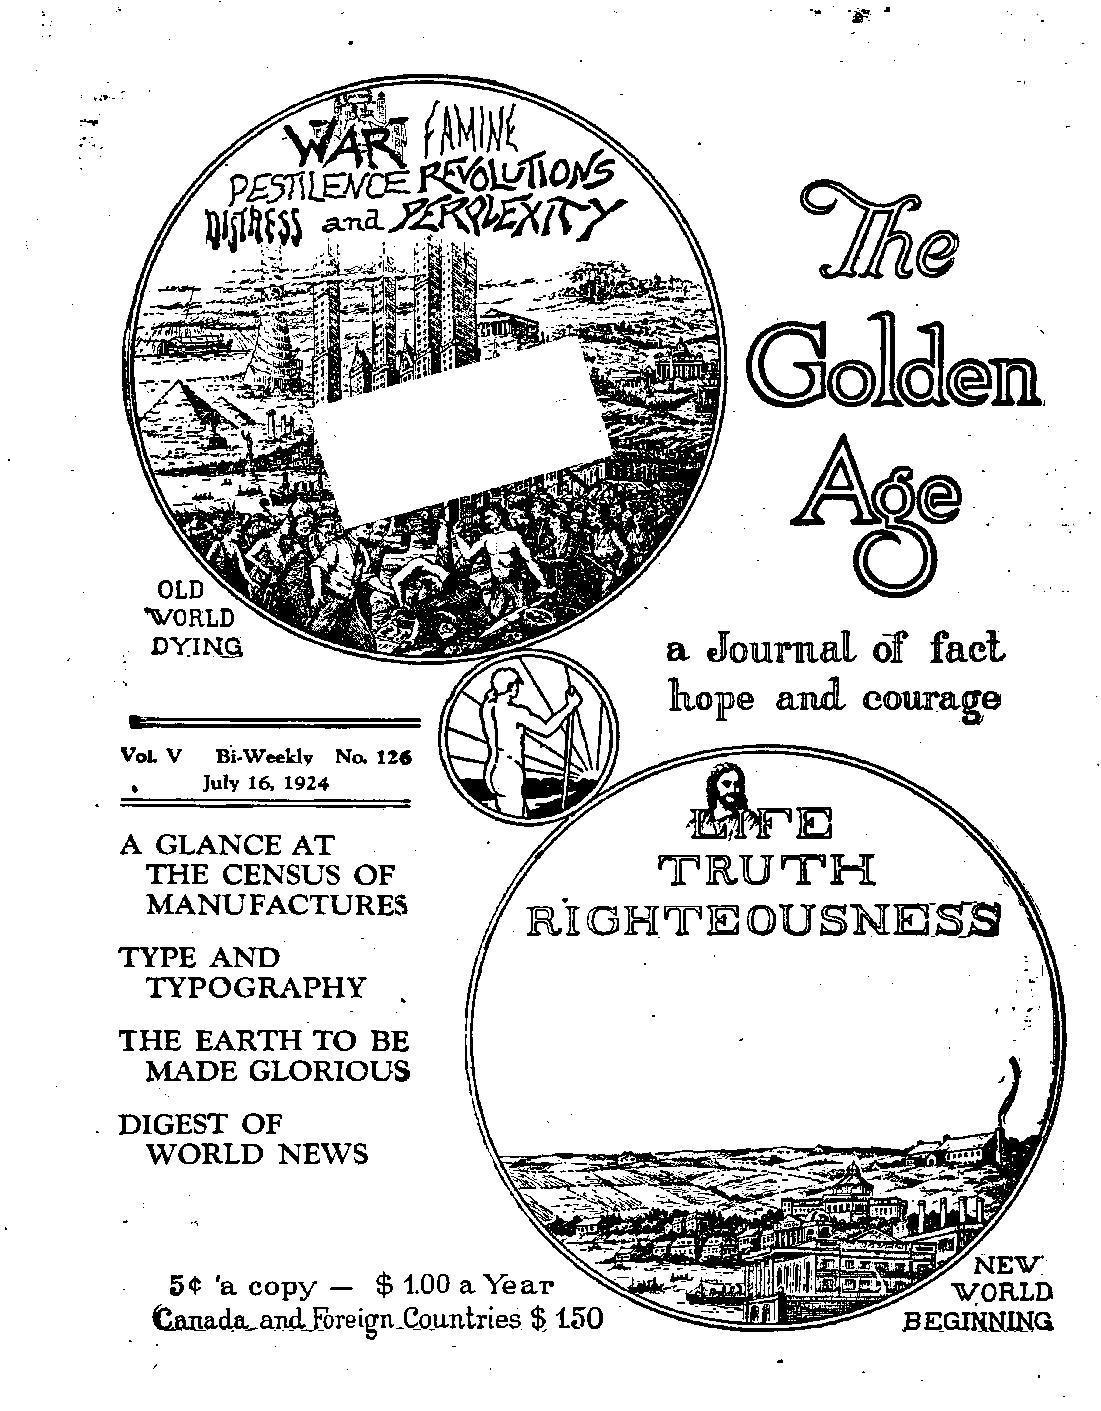 WAR FAMINE
PESTILENCE REVOLUTIONS
DISTRESS and PERPLEXITY
The
Golden
Age
OLD
WORLD
DYING
a Journal of fact
hope and courage
Vol. V Bi-Weekly No. 126
July 16, 1924
A GLANCE AT
THE CENSUS OF
MANUFACTURES
TYPE AND
TYPOGRAPHY
THE EARTH TO BE
MADE GLORIOUS
DIGEST OF
WORLD NEWS
LIFE
TRUTH
RIGHTEOUSNESS
5¢ a copy — $ 1.00 a Year
Canada and Foreign Countries $ 1.50
NEW
WORLD
BEGINNING